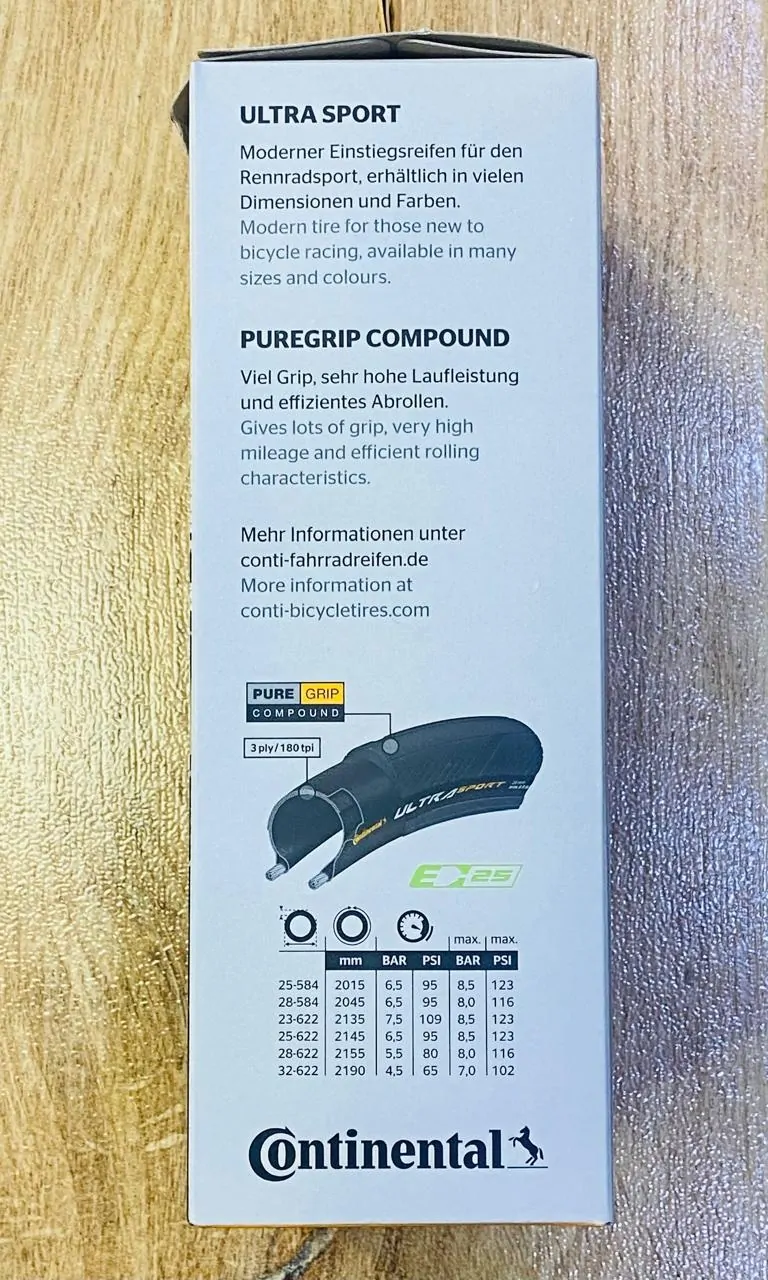 ULTRA SPORT
Moderner Einstiegsreifen für den
Rennradsport, erhältlich in vielen
Dimensionen und Farben.
Modern tire for those new to
bicycle racing, available in many
sizes and colours.
PUREGRIP COMPOUND
Viel Grip, sehr hohe Laufleistung
und effizientes Abrollen.
Gives lots of grip, very high
mileage and efficient rolling
characteristics.
Mehr Informationen unter
conti-fahrradreifen.de
More information at
conti-bicycletires.com
PURE GRIP
COMPOUND
3 ply/180 tpi
Continental
ULTRA SPORT
E 25
max. max.
mm BAR PSI BAR PSI
25-584 2015 6,5 95 8,5 123
28-584 2045 6,5 95 8,0 116
23-622 2135 7,5 109 8,5 123
25-622 2145 6,5 95 8,5 123
28-622 2155 5,5 80 8,0 116
32-622 2190 4,5 65 7,0 102
Continental